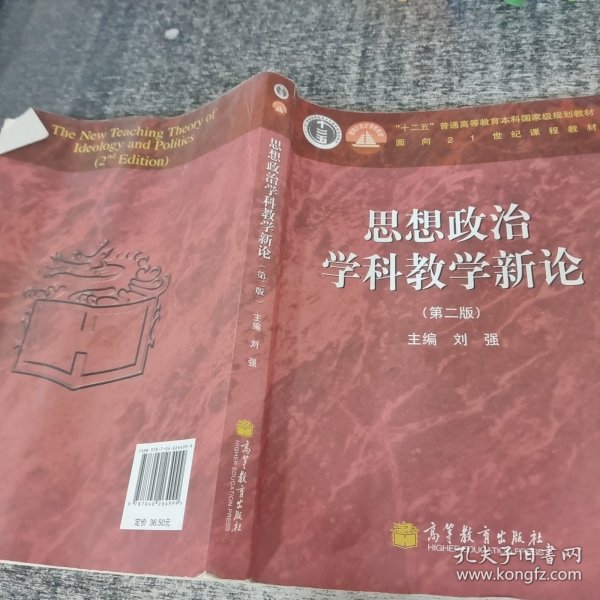 The New Teaching Theory of
Ideology and Politics
(2nd Edition)
定价 36.50元
思想政治学科教学新论
(第二版)
主编 刘强
高等教育出版社
HIGHER EDUCATION PRESS
"十二五"普通高等教育本科国家级规划教材
面向21世纪课程教材
思想政治
学科教学新论
(第二版)
主编 刘 强
高等教育出版社
HIGHER EDUCATION PRESS
孔夫子旧书网
www.kongfz.com